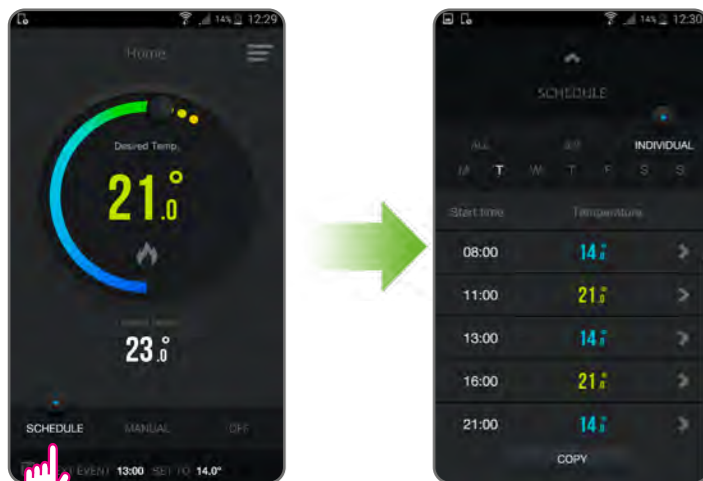 14% 12:29
Home
Desired Temp.
21.0°
23.0°
SCHEDULE MANUAL OFF
EVENT 13:00 SET TO 14.0°
14% 12:30
SCHEDULE
ALL INDIVIDUAL
M T W T F S S
Start time Temperature
08:00 14.0°
11:00 21.0°
13:00 14.0°
16:00 21.0°
21:00 14.0°
COPY